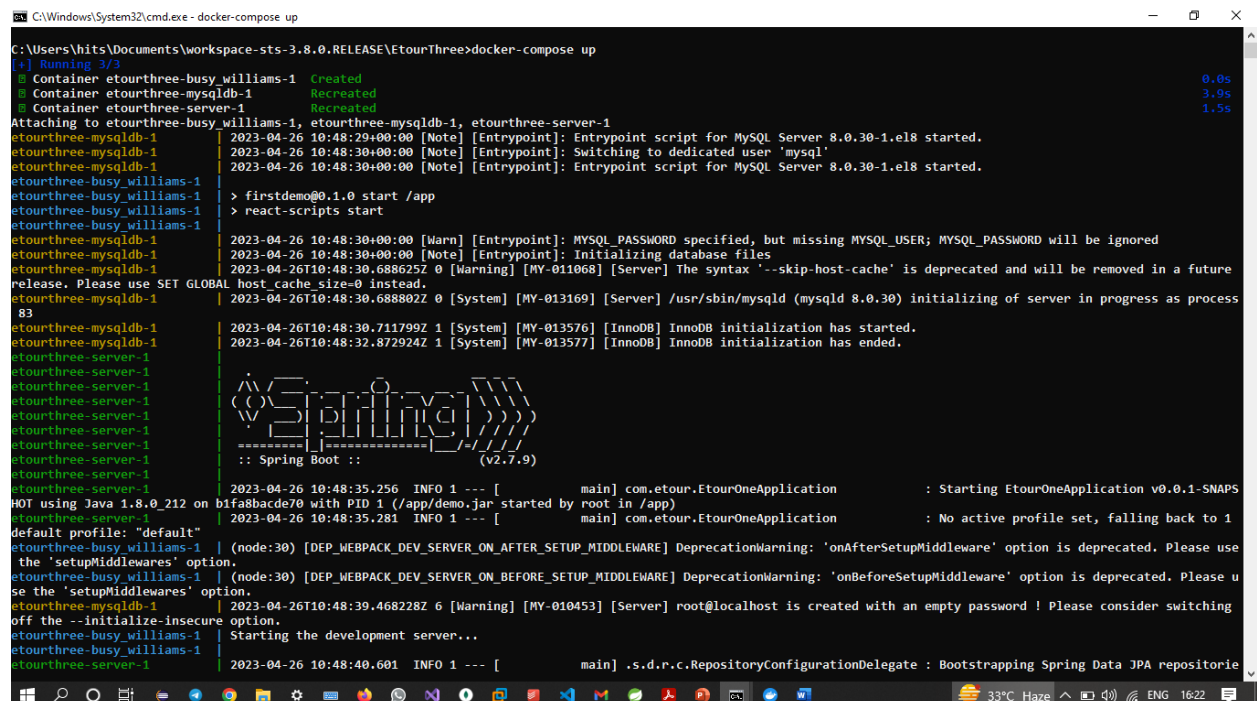 C:\Windows\System32\cmd.exe - docker-compose up
C:\Users\hits\Documents\workspace-sts-3.8.0.RELEASE\EtourThree>docker-compose up
[+] Running 3/3
Container etourthree-busy_williams-1 Created 0.0s
Container etourthree-mysqldb-1 Recreated 3.9s
Container etourthree-server-1 Recreated 1.5s
Attaching to etourthree-busy_williams-1, etourthree-mysqldb-1, etourthree-server-1
etourthree-mysqldb-1 | 2023-04-26 10:48:29+00:00 [Note] [Entrypoint]: Entrypoint script for MySQL Server 8.0.30-1.el8 started.
etourthree-mysqldb-1 | 2023-04-26 10:48:30+00:00 [Note] [Entrypoint]: Switching to dedicated user 'mysql'
etourthree-mysqldb-1 | 2023-04-26 10:48:30+00:00 [Note] [Entrypoint]: Entrypoint script for MySQL Server 8.0.30-1.el8 started.
etourthree-busy_williams-1 |
etourthree-busy_williams-1 | > firstdemo@0.1.0 start /app
etourthree-busy_williams-1 | > react-scripts start
etourthree-busy_williams-1 |
etourthree-mysqldb-1 | 2023-04-26 10:48:30+00:00 [Warn] [Entrypoint]: MYSQL_PASSWORD specified, but missing MYSQL_USER; MYSQL_PASSWORD will be ignored
etourthree-mysqldb-1 | 2023-04-26 10:48:30+00:00 [Note] [Entrypoint]: Initializing database files
etourthree-mysqldb-1 | 2023-04-26T10:48:30.688625Z 0 [Warning] [MY-011068] [Server] The syntax '--skip-host-cache' is deprecated and will be removed in a future
release. Please use SET GLOBAL host_cache_size=0 instead.
etourthree-mysqldb-1 | 2023-04-26T10:48:30.688802Z 0 [System] [MY-013169] [Server] /usr/sbin/mysqld (mysqld 8.0.30) initializing of server in progress as process
83
etourthree-mysqldb-1 | 2023-04-26T10:48:30.711799Z 1 [System] [MY-013576] [InnoDB] InnoDB initialization has started.
etourthree-mysqldb-1 | 2023-04-26T10:48:32.872924Z 1 [System] [MY-013577] [InnoDB] InnoDB initialization has ended.
etourthree-server-1 |
etourthree-server-1 |
etourthree-server-1 |
etourthree-server-1 | Spring
etourthree-server-1 |
etourthree-server-1 |
etourthree-server-1 |
etourthree-server-1 | :: Spring Boot :: (v2.7.9)
etourthree-server-1 |
etourthree-server-1 | 2023-04-26 10:48:35.256 INFO 1 --- [ main] com.etour.EtourOneApplication : Starting EtourOneApplication v0.0.1-SNAPS
HOT using Java 1.8.0_212 on b1fa8bacde70 with PID 1 (/app/demo.jar started by root in /app)
etourthree-server-1 | 2023-04-26 10:48:35.281 INFO 1 --- [ main] com.etour.EtourOneApplication : No active profile set, falling back to 1
default profile: "default"
etourthree-busy_williams-1 | (node:30) [DEP_WEBPACK_DEV_SERVER_ON_AFTER_SETUP_MIDDLEWARE] DeprecationWarning: 'onAfterSetupMiddleware' option is deprecated. Please use
the 'setupMiddlewares' option.
etourthree-busy_williams-1 | (node:30) [DEP_WEBPACK_DEV_SERVER_ON_BEFORE_SETUP_MIDDLEWARE] DeprecationWarning: 'onBeforeSetupMiddleware' option is deprecated. Please u
se the 'setupMiddlewares' option.
etourthree-mysqldb-1 | 2023-04-26T10:48:39.468228Z 6 [Warning] [MY-010453] [Server] root@localhost is created with an empty password ! Please consider switching
off the --initialize-insecure option.
etourthree-busy_williams-1 | Starting the development server...
etourthree-busy_williams-1 |
etourthree-server-1 | 2023-04-26 10:48:40.601 INFO 1 --- [ main] .s.d.r.c.RepositoryConfigurationDelegate : Bootstrapping Spring Data JPA repositorie
33°C Haze ENG 16:22